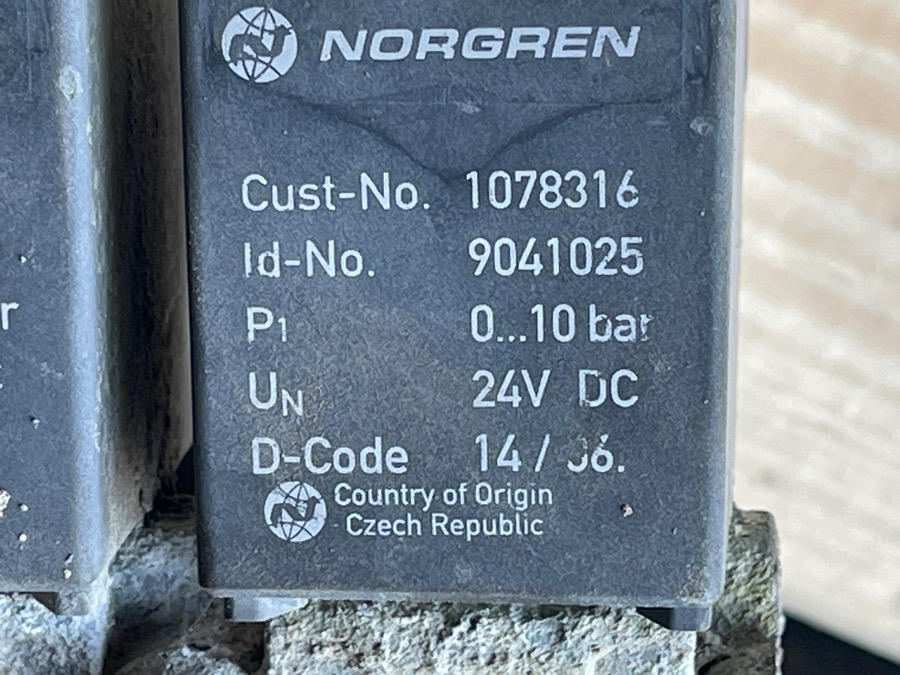 NORGREN
Cust-No. 1078316
Id-No. 9041025
P1 0...10 bar
UN 24V DC
D-Code 14 / 06.
Country of Origin
Czech Republic